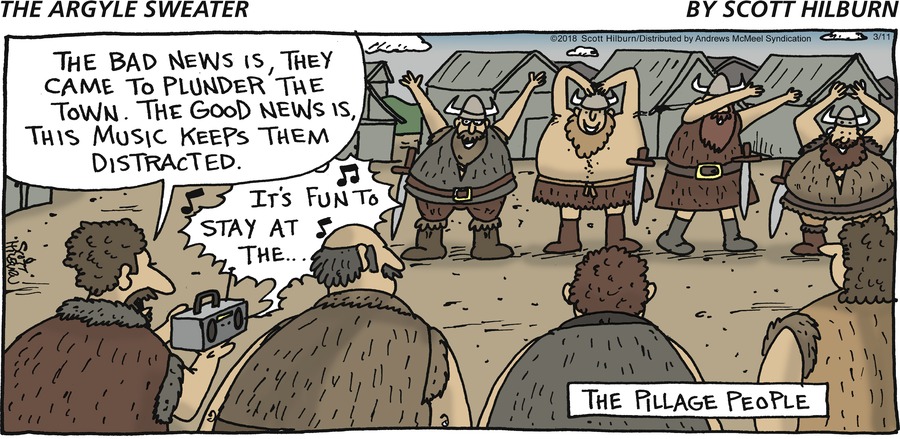 THE ARGYLE SWEATER
BY SCOTT HILBURN
©2018 Scott Hilburn/Distributed by Andrews McMeel Syndication
3/11
THE BAD NEWS IS, THEY
CAME TO PLUNDER THE
TOWN. THE GOOD NEWS IS,
THIS MUSIC KEEPS THEM
DISTRACTED.
IT'S FUN TO
STAY AT
THE...
THE PILLAGE PEOPLE